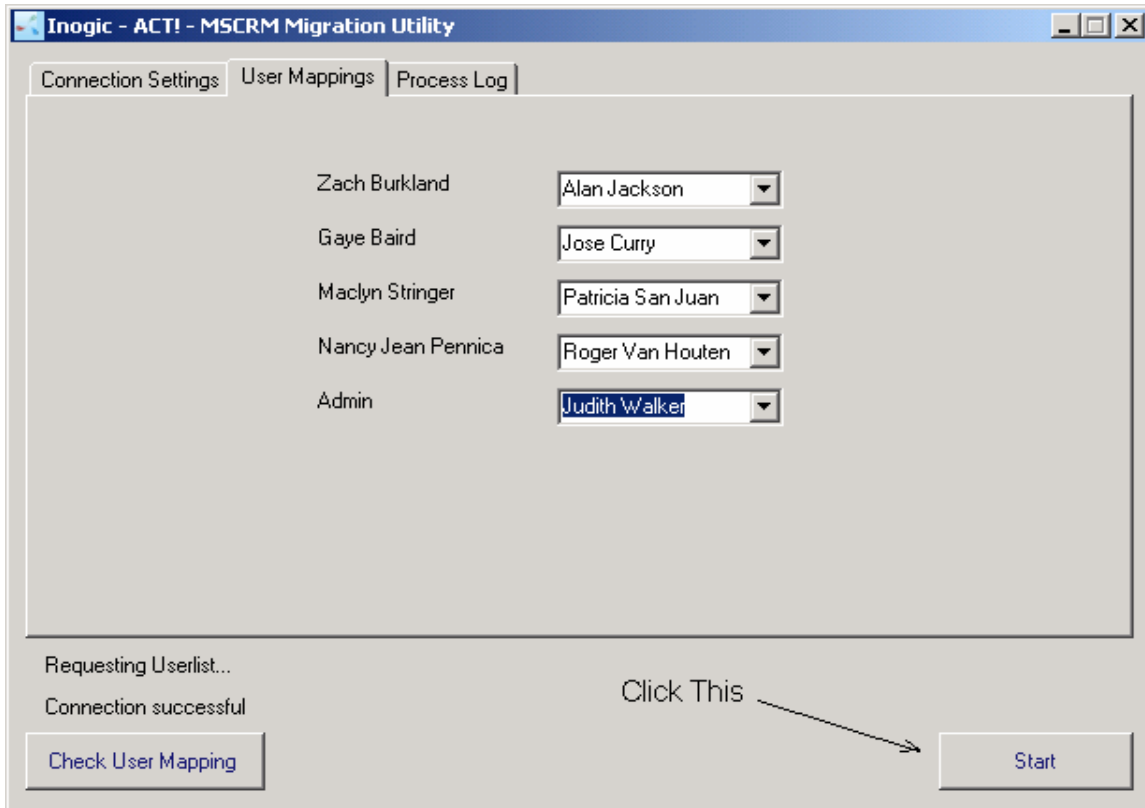 Inogic - ACT! - MSCRM Migration Utility
Connection Settings User Mappings Process Log
Zach Burkland Alan Jackson
Gaye Baird Jose Curry
Maclyn Stringer Patricia San Juan
Nancy Jean Pennica Roger Van Houten
Admin Judith Walker
Requesting Userlist...
Connection successful
Click This
Check User Mapping Start